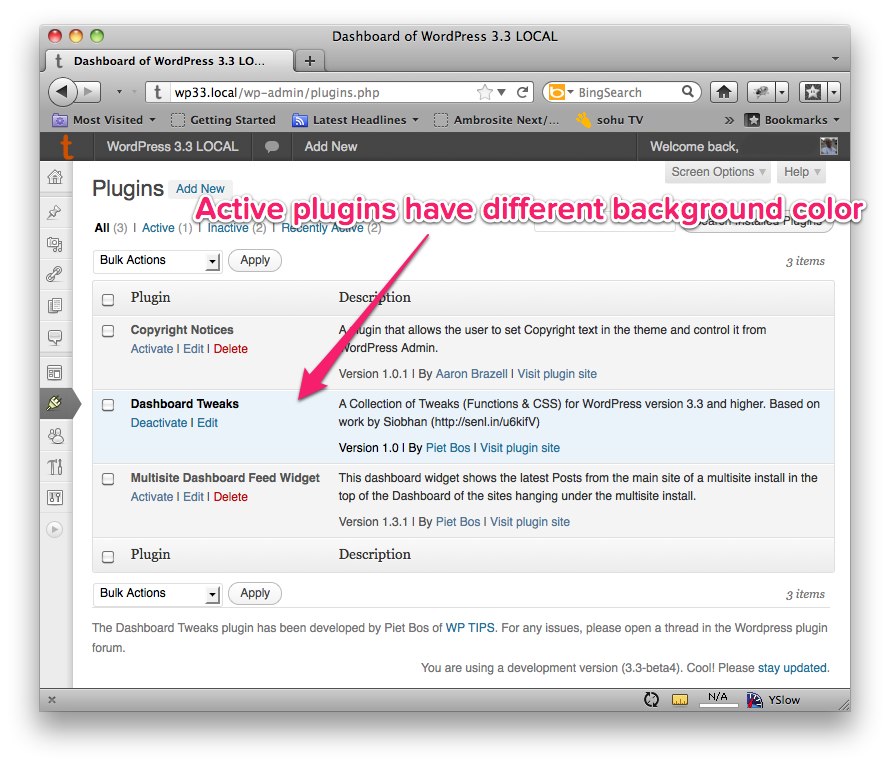 Dashboard of WordPress 3.3 LOCAL
t Dashboard of WordPress 3.3 LO... +
t wp33.local/wp-admin/plugins.php BingSearch
Most Visited Getting Started Latest Headlines Ambrosite Next/... sohu TV » Bookmarks
t WordPress 3.3 LOCAL Add New Welcome back,
Screen Options Help
Plugins Add New
Active plugins have different background color
All (3) | Active (1) | Inactive (2) | Recently Active (2) Search Installed Plugins
Bulk Actions Apply 3 items
Plugin Description
Copyright Notices A plugin that allows the user to set Copyright text in the theme and control it from
Activate | Edit | Delete WordPress Admin.
Version 1.0.1 | By Aaron Brazell | Visit plugin site
Dashboard Tweaks A Collection of Tweaks (Functions & CSS) for WordPress version 3.3 and higher. Based on
Deactivate | Edit work by Siobhan (http://senl.in/u6kifV)
Version 1.0 | By Piet Bos | Visit plugin site
Multisite Dashboard Feed Widget This dashboard widget shows the latest Posts from the main site of a multisite install in the
Activate | Edit | Delete top of the Dashboard of the sites hanging under the multisite install.
Version 1.3.1 | By Piet Bos | Visit plugin site
Plugin Description
Bulk Actions Apply 3 items
The Dashboard Tweaks plugin has been developed by Piet Bos of WP TIPS. For any issues, please open a thread in the Wordpress plugin
forum.
You are using a development version (3.3-beta4). Cool! Please stay updated.
× N/A YSlow